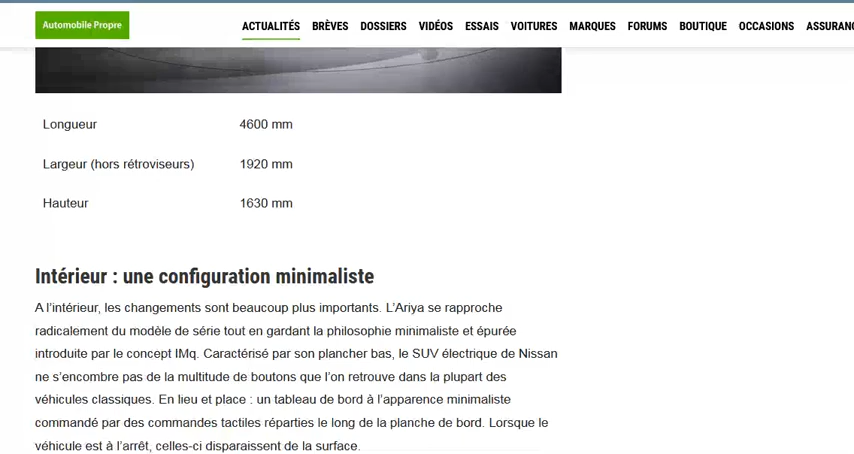 Automobile Propre
ACTUALITÉS BRÈVES DOSSIERS VIDÉOS ESSAIS VOITURES MARQUES FORUMS BOUTIQUE OCCASIONS ASSURANC
Longueur 4600 mm
Largeur (hors rétroviseurs) 1920 mm
Hauteur 1630 mm
Intérieur : une configuration minimaliste
A l’intérieur, les changements sont beaucoup plus importants. L’Ariya se rapproche
radicalement du modèle de série tout en gardant la philosophie minimaliste et épurée
introduite par le concept IMq. Caractérisé par son plancher bas, le SUV électrique de Nissan
ne s’encombre pas de la multitude de boutons que l’on retrouve dans la plupart des
véhicules classiques. En lieu et place : un tableau de bord à l’apparence minimaliste
commandé par des commandes tactiles réparties le long de la planche de bord. Lorsque le
véhicule est à l’arrêt, celles-ci disparaissent de la surface.